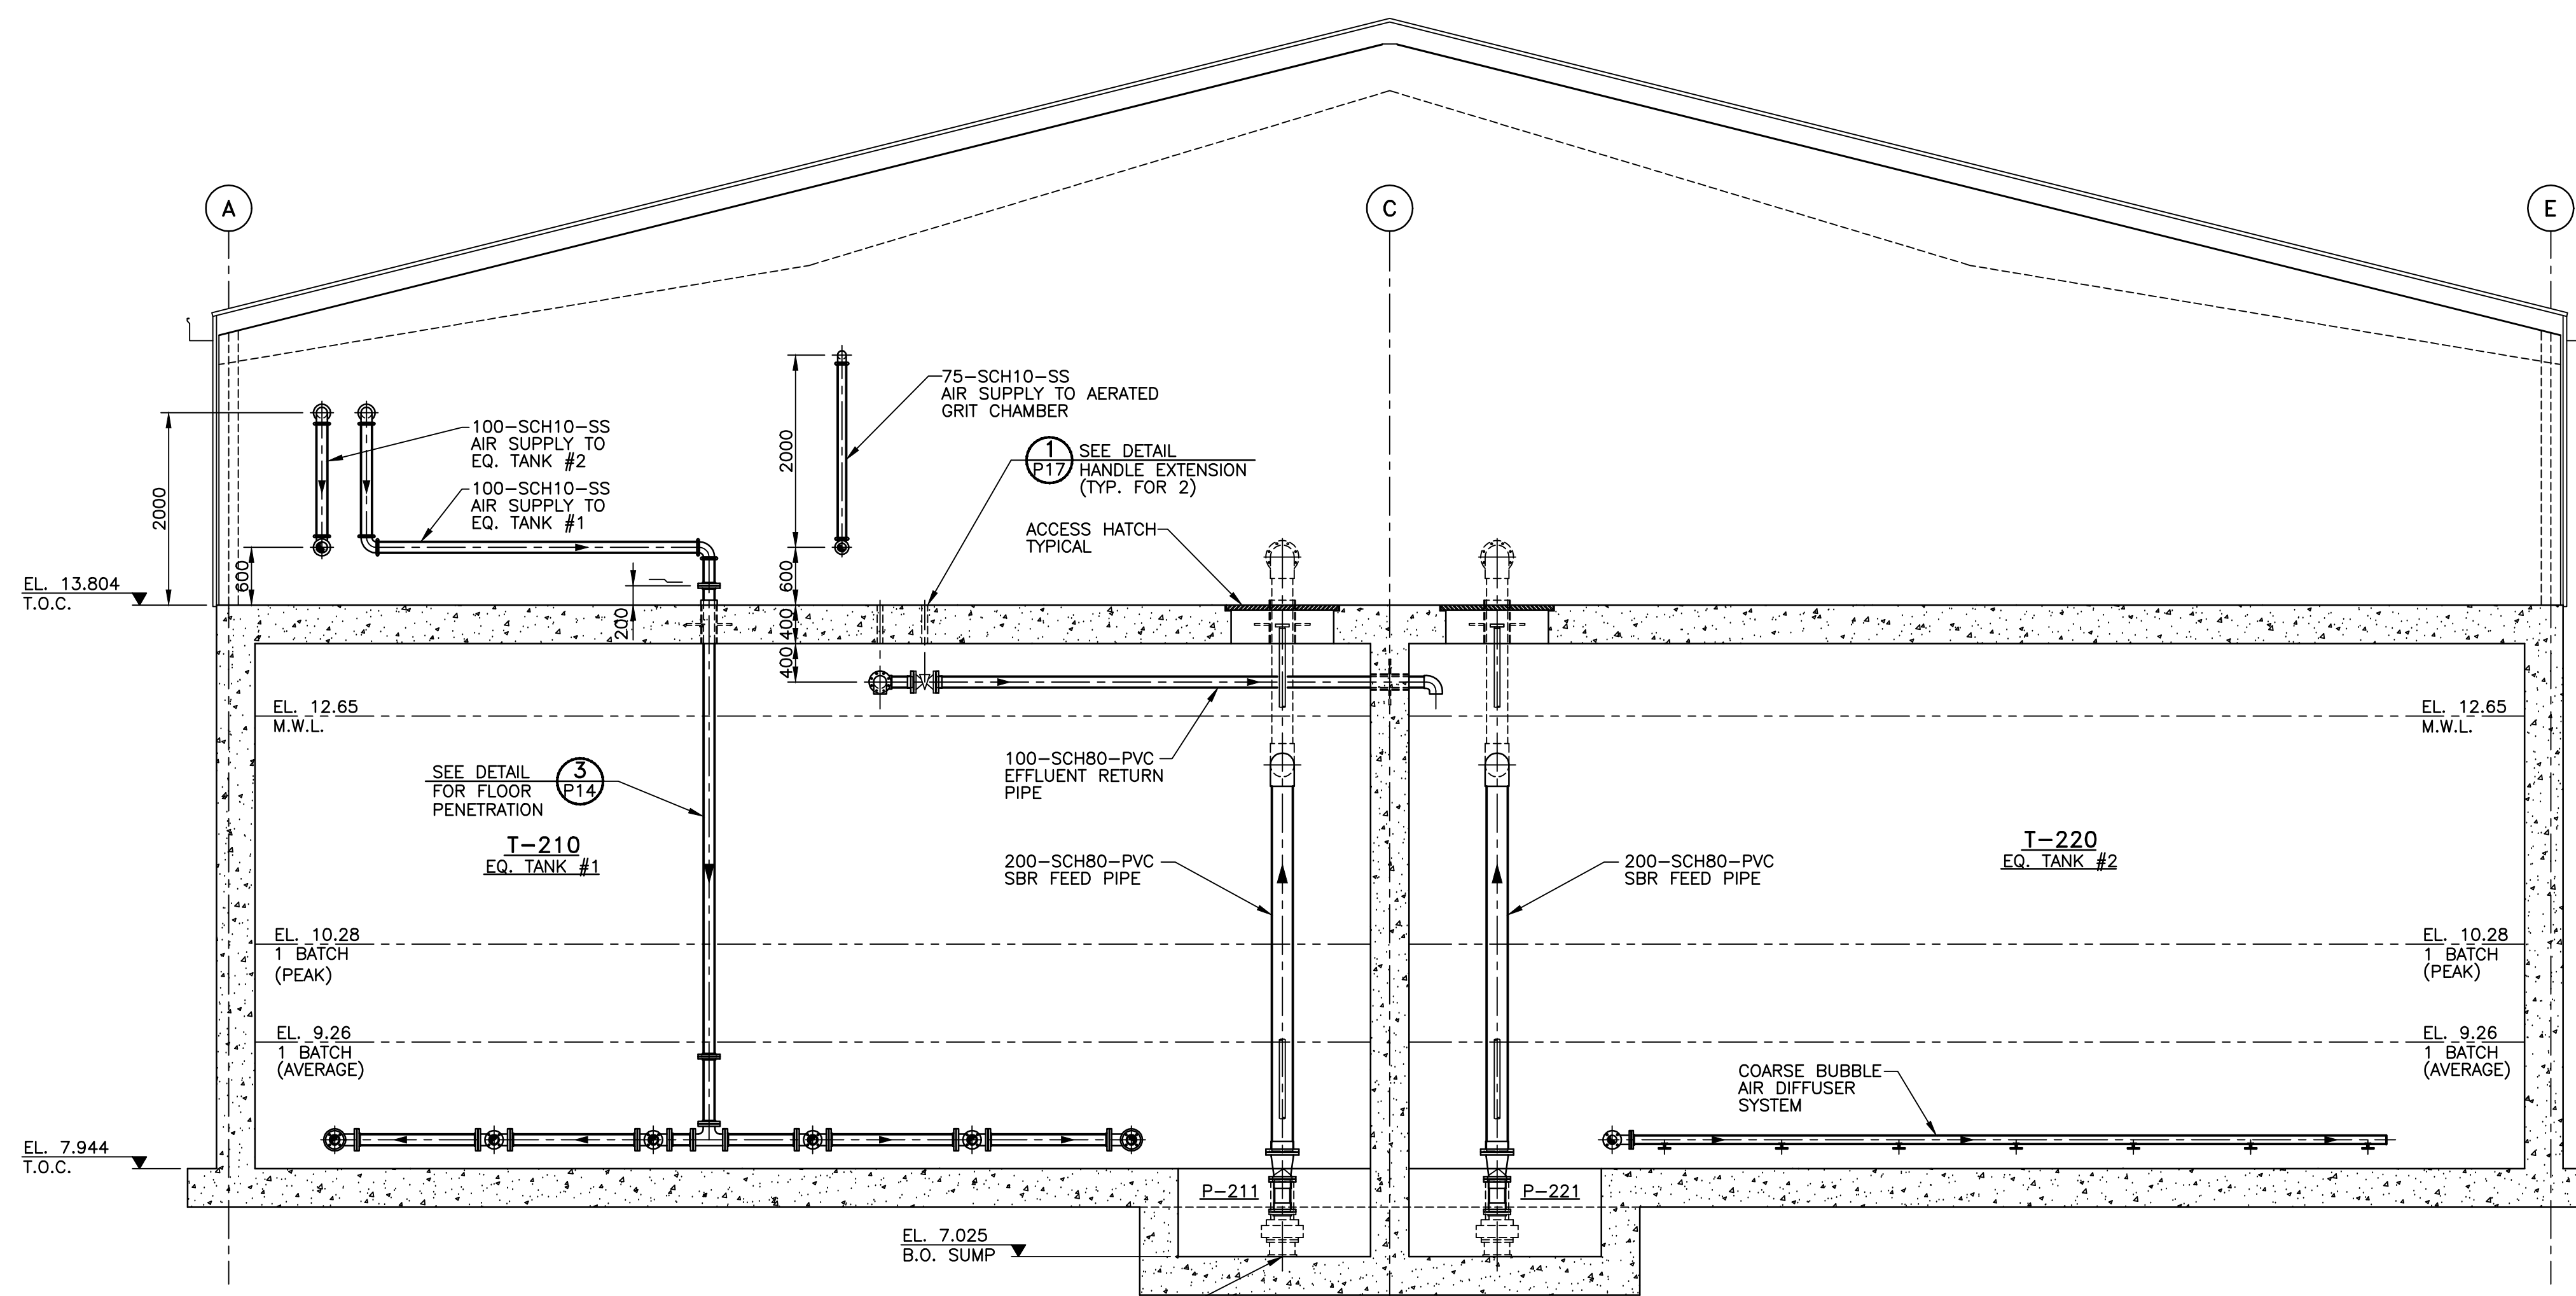 A
C
E
75-SCH10-SS
AIR SUPPLY TO AERATED
GRIT CHAMBER
100-SCH10-SS
AIR SUPPLY TO
EQ. TANK #2
100-SCH10-SS
AIR SUPPLY TO
EQ. TANK #1
2000
600
200
2000
600
400
400
1
P17
SEE DETAIL
HANDLE EXTENSION
(TYP. FOR 2)
ACCESS HATCH
TYPICAL
EL. 13.804
T.O.C.
EL. 12.65
M.W.L.
EL. 12.65
M.W.L.
SEE DETAIL
FOR FLOOR
PENETRATION
3
P14
100-SCH80-PVC
EFFLUENT RETURN
PIPE
T-210
EQ. TANK #1
200-SCH80-PVC
SBR FEED PIPE
200-SCH80-PVC
SBR FEED PIPE
T-220
EQ. TANK #2
EL. 10.28
1 BATCH
(PEAK)
EL. 10.28
1 BATCH
(PEAK)
EL. 9.26
1 BATCH
(AVERAGE)
EL. 9.26
1 BATCH
(AVERAGE)
COARSE BUBBLE
AIR DIFFUSER
SYSTEM
EL. 7.944
T.O.C.
P-211
P-221
EL. 7.025
B.O. SUMP